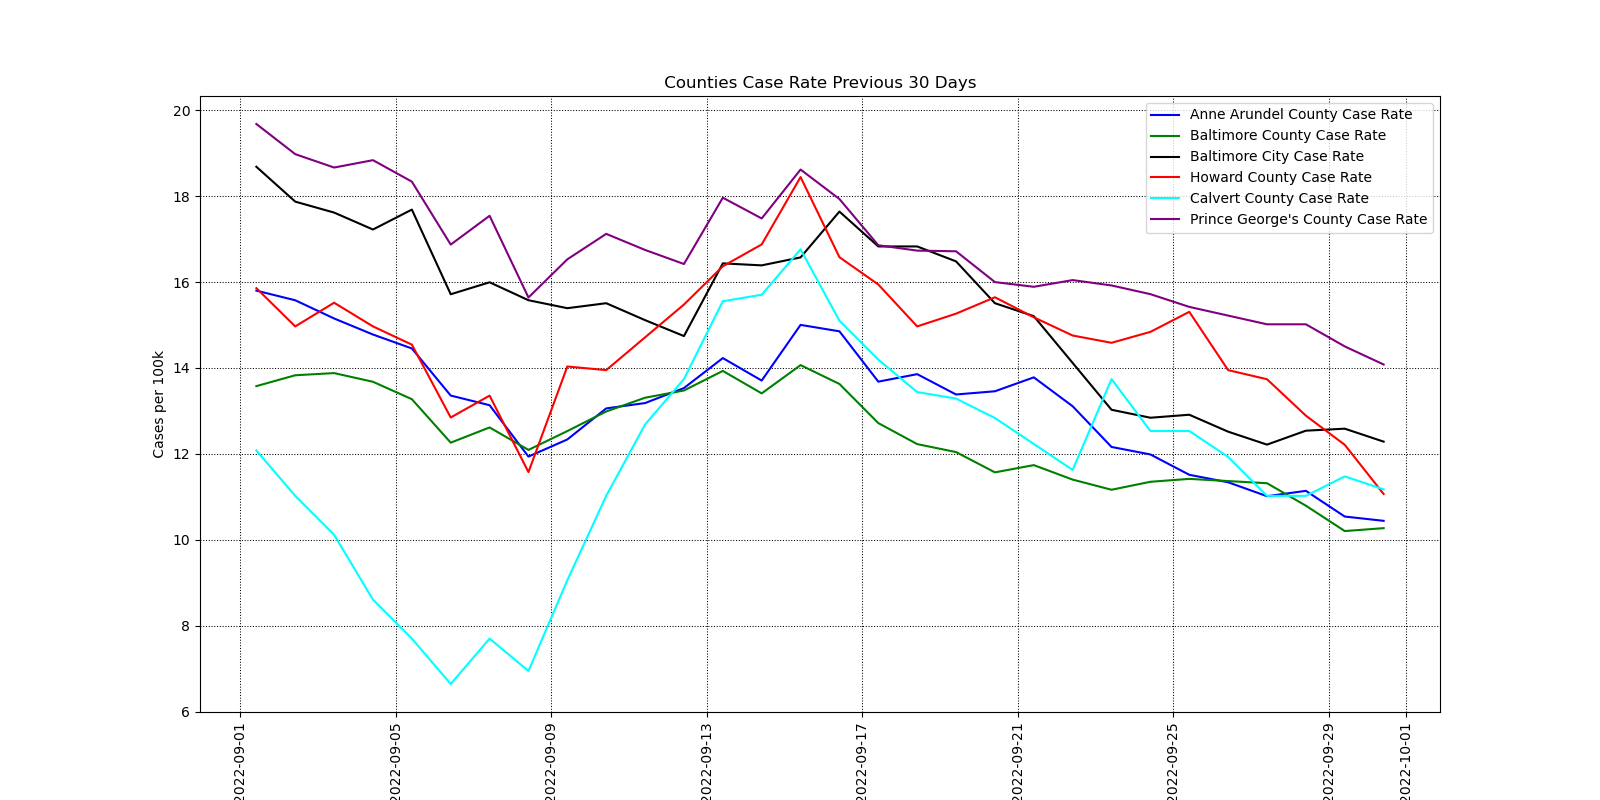 Counties Case Rate Previous 30 Days
Cases per 100k
20
18
16
14
12
10
8
6
Anne Arundel County Case Rate
Baltimore County Case Rate
Baltimore City Case Rate
Howard County Case Rate
Calvert County Case Rate
Prince George's County Case Rate
2022-09-01
2022-09-05
2022-09-09
2022-09-13
2022-09-17
2022-09-21
2022-09-25
2022-09-29
2022-10-01